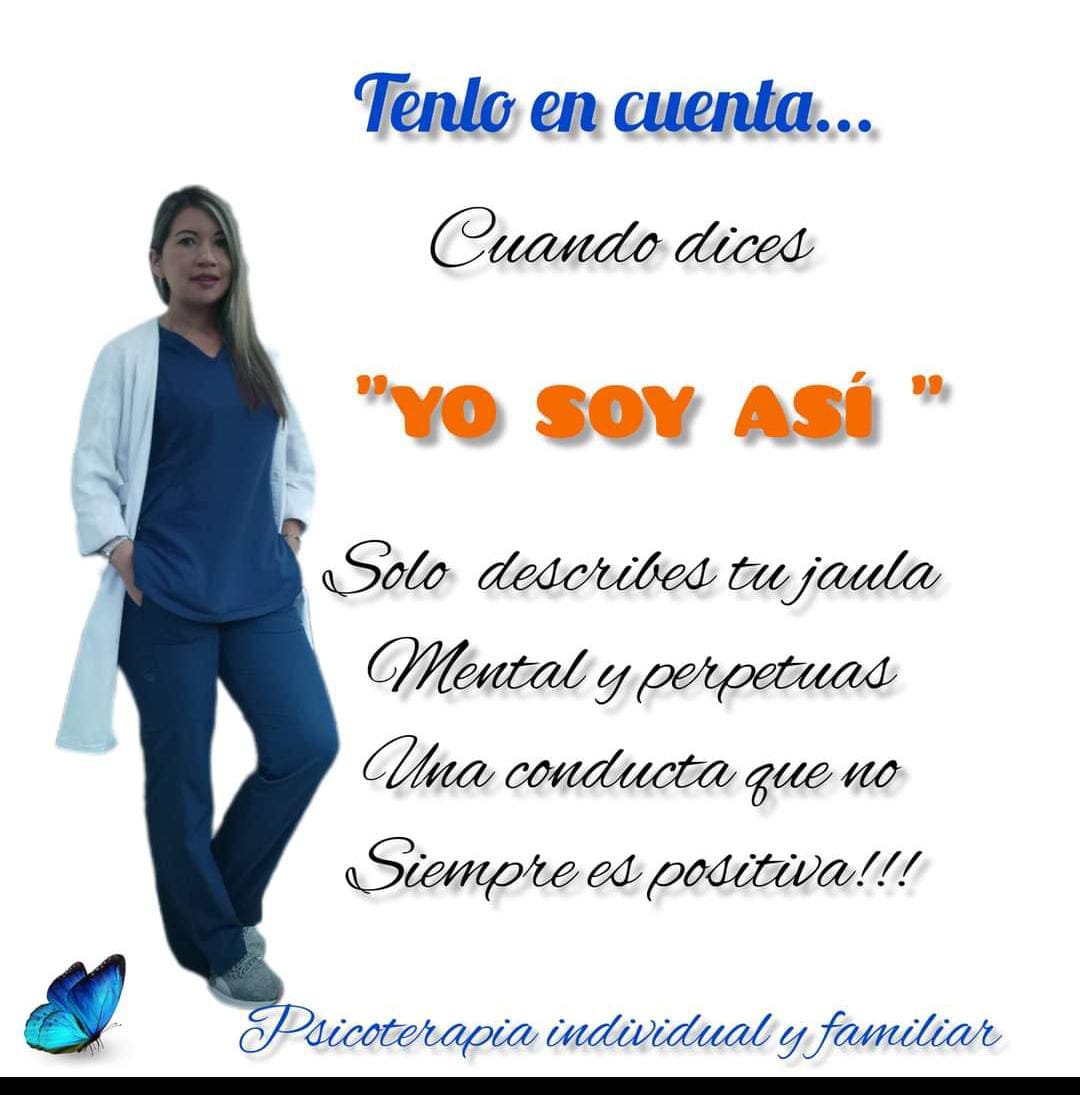 Tenlo en cuenta...
Cuando dices
"YO SOY ASÍ "
Solo describes tu jaula
Mental y perpetuas
Una conducta que no
Siempre es positiva!!!
Psicoterapia individual y familiar